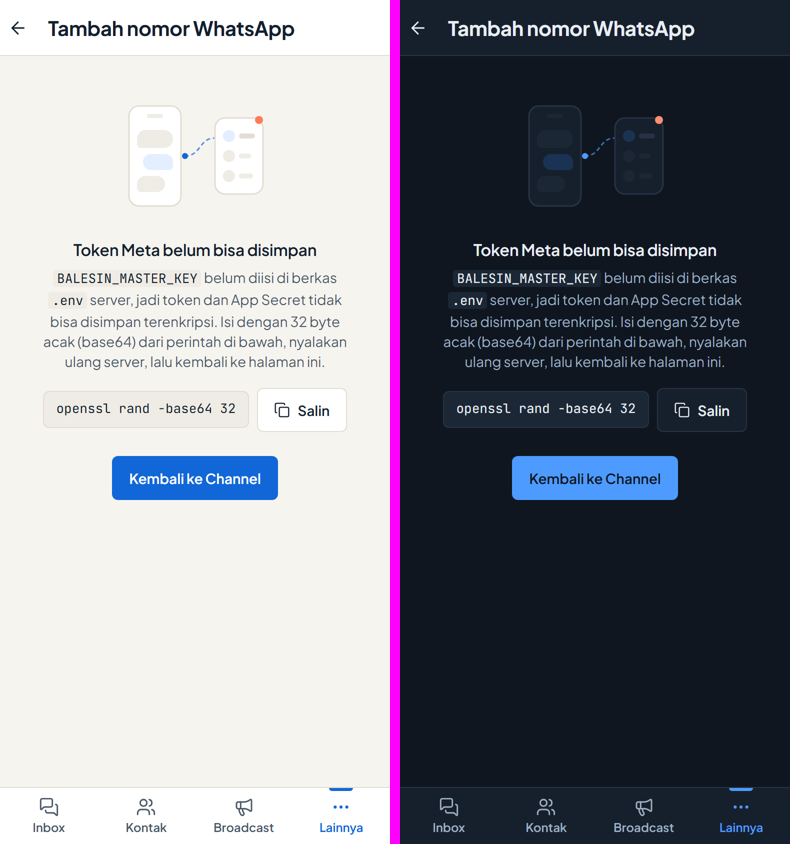 Tambah nomor WhatsApp
Token Meta belum bisa disimpan
BALESIN_MASTER_KEY belum diisi di berkas
.env server, jadi token dan App Secret tidak
bisa disimpan terenkripsi. Isi dengan 32 byte
acak (base64) dari perintah di bawah, nyalakan
ulang server, lalu kembali ke halaman ini.
openssl rand -base64 32
Salin
Kembali ke Channel
Inbox
Kontak
Broadcast
Lainnya
Tambah nomor WhatsApp
Token Meta belum bisa disimpan
BALESIN_MASTER_KEY belum diisi di berkas
.env server, jadi token dan App Secret tidak
bisa disimpan terenkripsi. Isi dengan 32 byte
acak (base64) dari perintah di bawah, nyalakan
ulang server, lalu kembali ke halaman ini.
openssl rand -base64 32
Salin
Kembali ke Channel
Inbox
Kontak
Broadcast
Lainnya